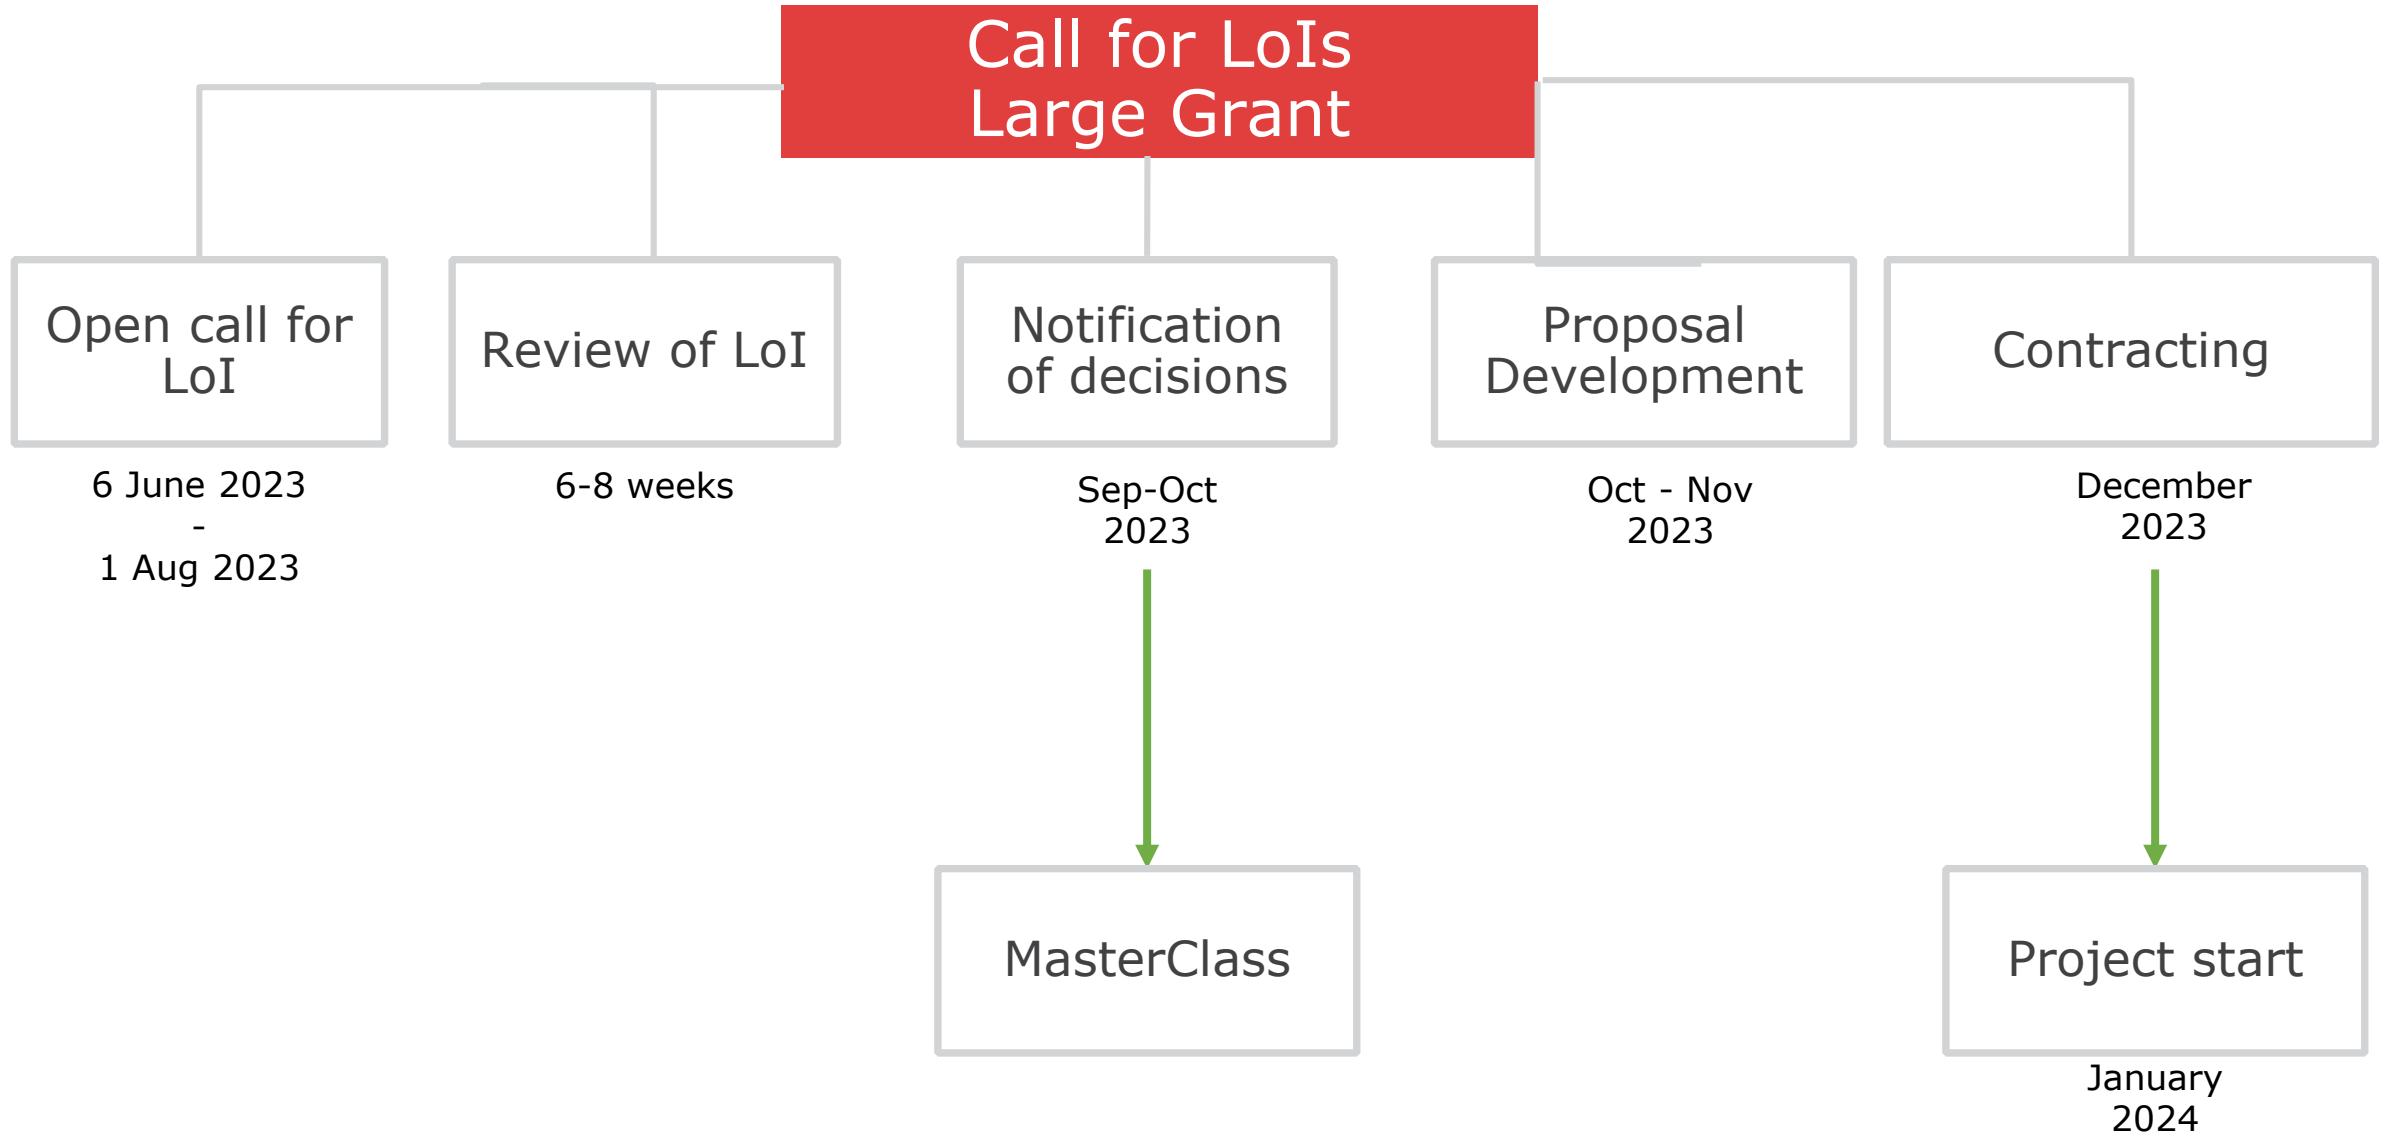 Call for LoIs
Large Grant
Open call for
LoI
Review of LoI
Notification
of decisions
Proposal
Development
Contracting
6 June 2023
-
1 Aug 2023
6-8 weeks
Sep-Oct
2023
Oct - Nov
2023
December
2023
MasterClass
Project start
January
2024